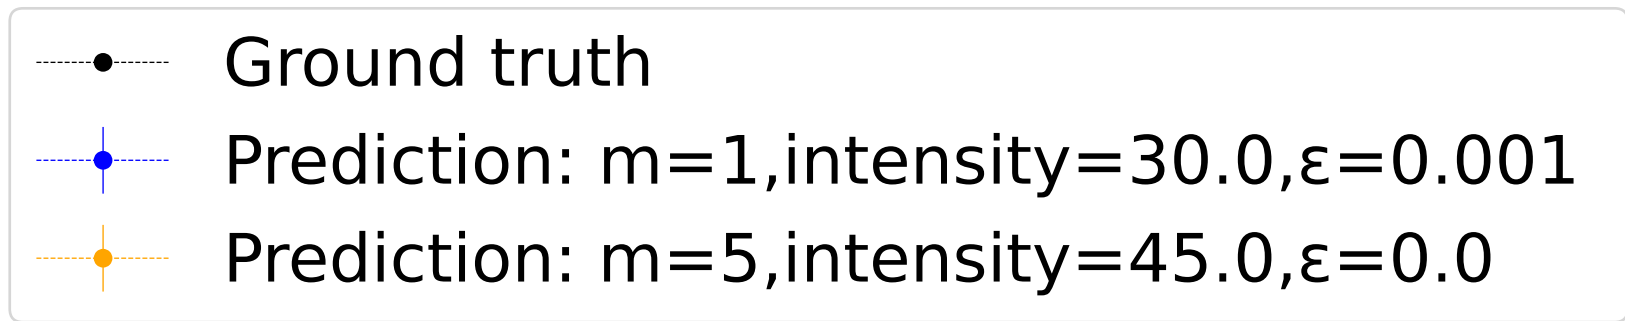 Ground truth
Prediction: m=1,intensity=30.0,ε=0.001
Prediction: m=5,intensity=45.0,ε=0.0